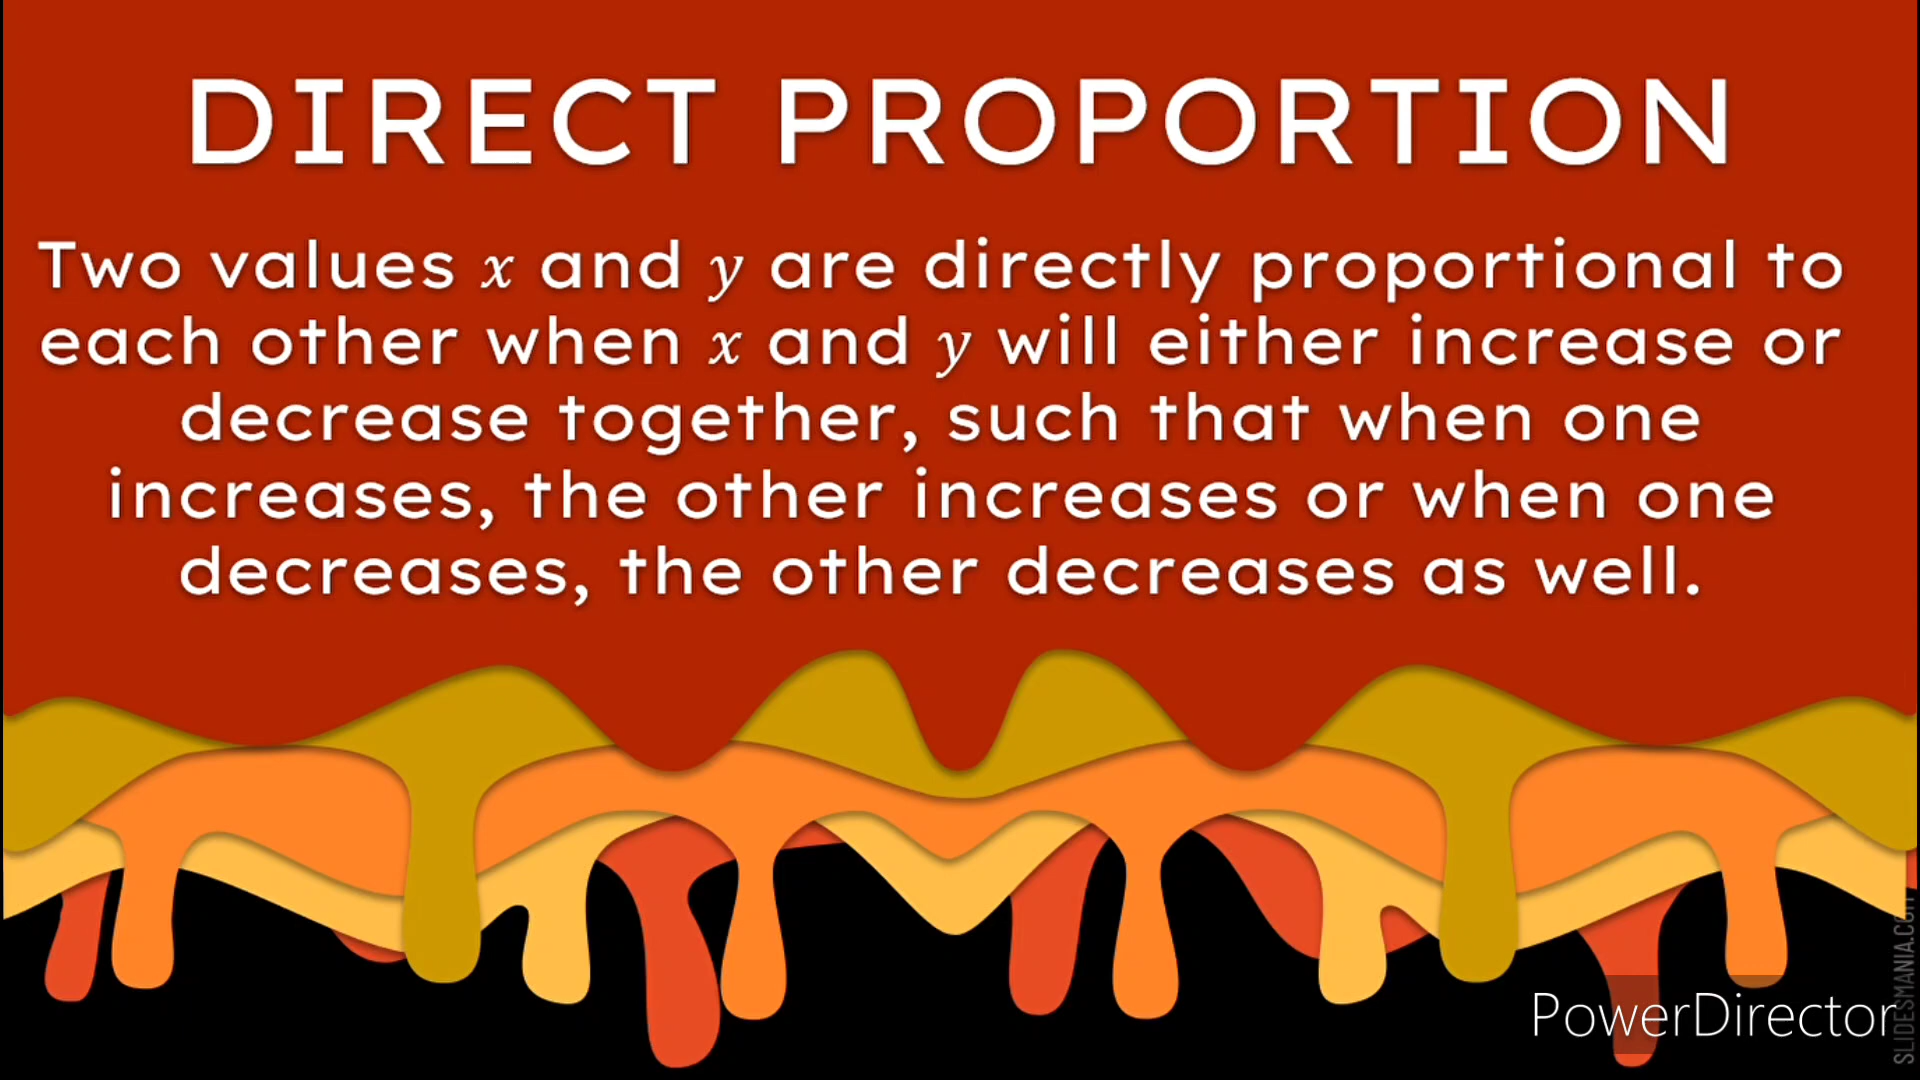 DIRECT PROPORTION
Two values x and y are directly proportional to
each other when x and y will either increase or
decrease together, such that when one
increases, the other increases or when one
decreases, the other decreases as well.
PowerDirector
SLIDESMANIA.COM